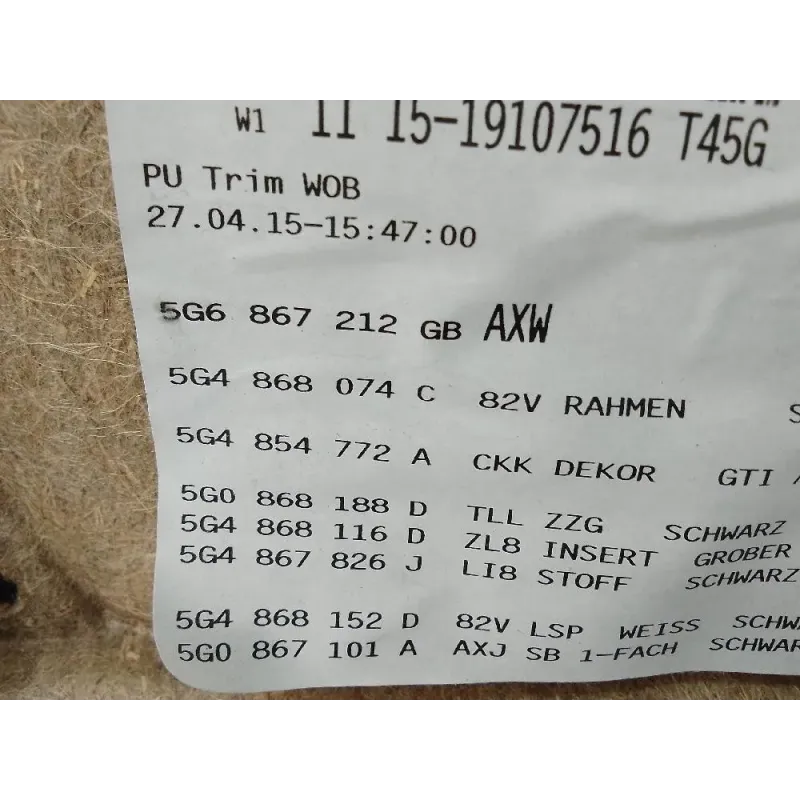 W1 11 15-19107516 T45G
PU Trim WOB
27.04.15-15:47:00
5G6 867 212 GB AXW
5G4 868 074 C 82V RAHMEN
5G4 854 772 A CKK DEKOR GTI
5G0 868 188 D TLL ZZG SCHWARZ
5G4 868 116 D ZL8 INSERT GROBER
5G4 867 826 J LI8 STOFF SCHWARZ
5G4 868 152 D 82V LSP WEISS SCHWA
5G0 867 101 A AXJ SB 1-FACH SCHWAR